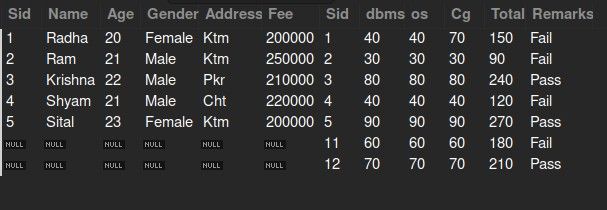 Sid Name Age Gender Address Fee Sid dbms os Cg Total Remarks
1 Radha 20 Female Ktm 200000 1 40 40 70 150 Fail
2 Ram 21 Male Ktm 250000 2 30 30 30 90 Fail
3 Krishna 22 Male Pkr 210000 3 80 80 80 240 Pass
4 Shyam 21 Male Cht 220000 4 40 40 40 120 Fail
5 Sital 23 Female Ktm 200000 5 90 90 90 270 Pass
NULL NULL NULL NULL NULL NULL 11 60 60 60 180 Fail
NULL NULL NULL NULL NULL NULL 12 70 70 70 210 Pass